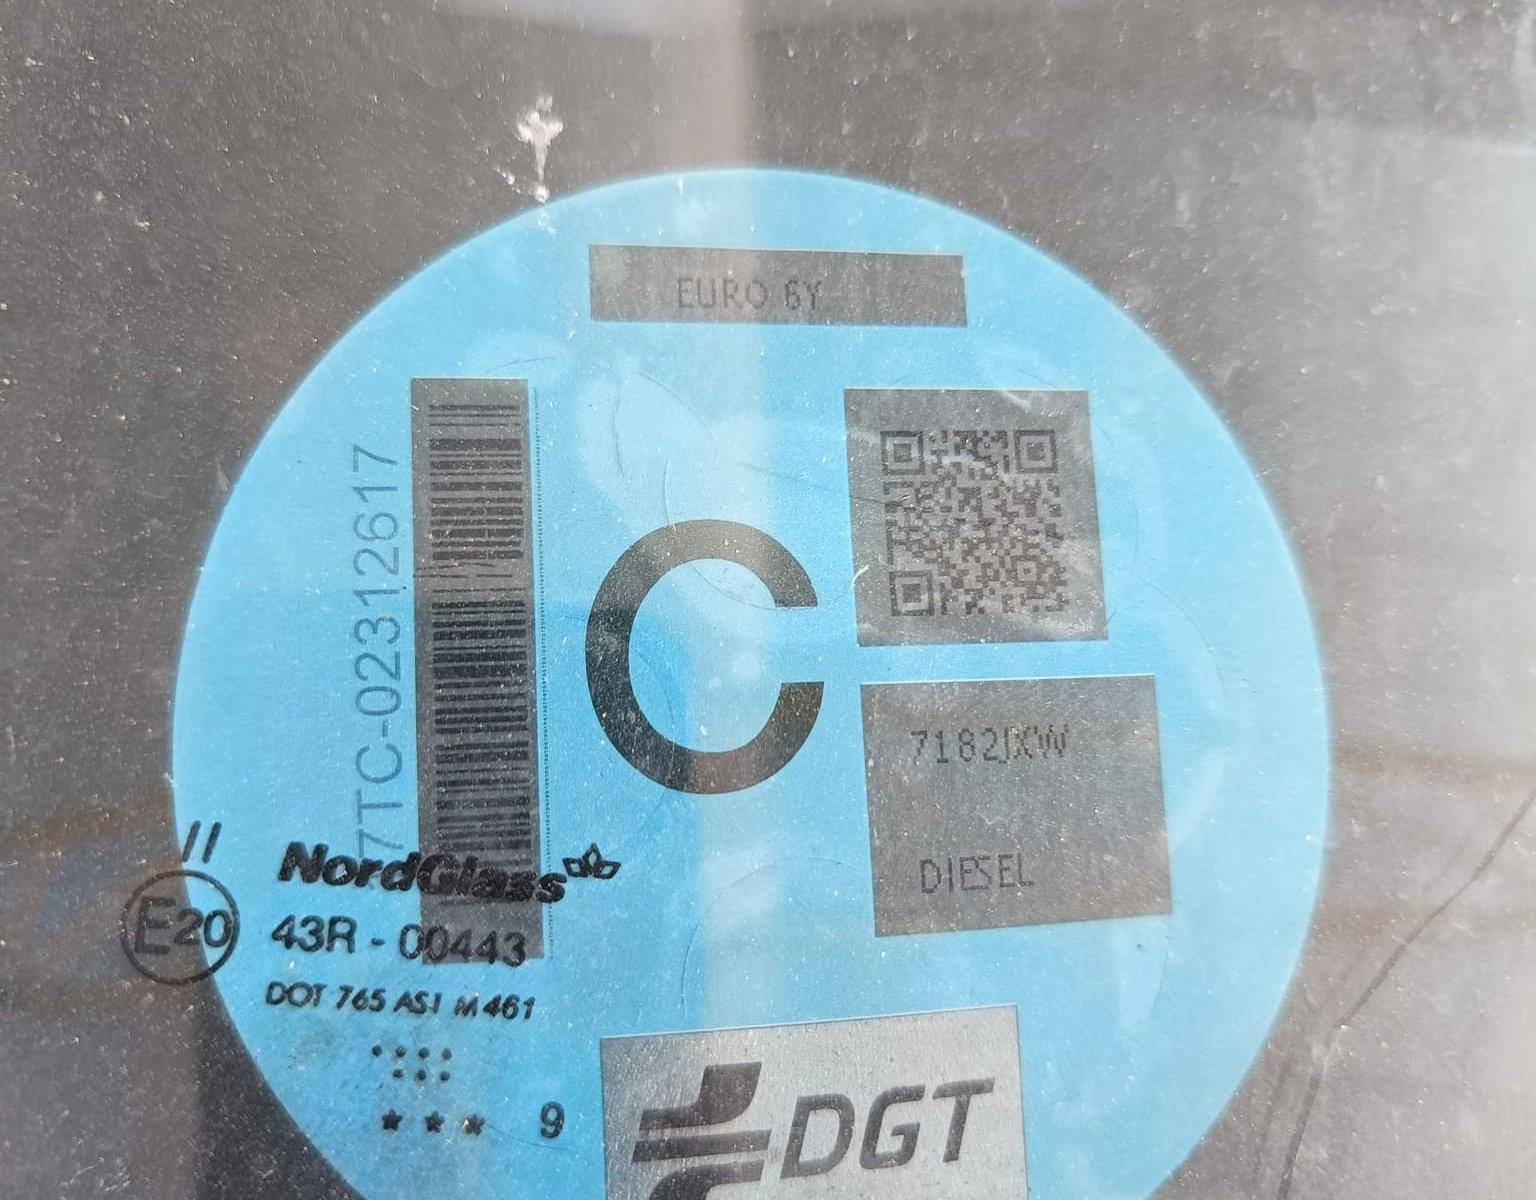 EURO 6Y
7TC-02312617
C
7182JXW
DIESEL
//
NordGlass
E20
43R - 00443
DOT 765 AS1 M461
9
DGT